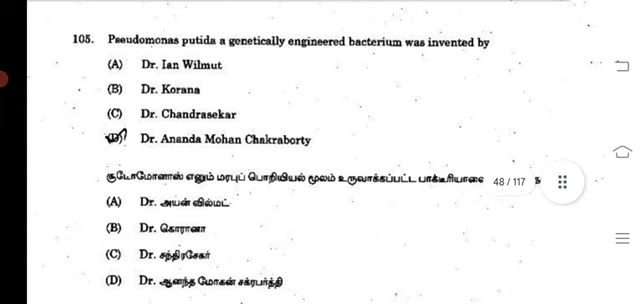 105. Pseudomonas putida a genetically engineered bacterium was invented by
(A) Dr. Ian Wilmut
(B) Dr. Korana
(C) Dr. Chandrasekar
(D) Dr. Ananda Mohan Chakraborty
சூடோமோனாஸ் எனும் மரபுப் பொறியியல் மூலம் உருவாக்கப்பட்ட பாக்டீரியாவை 48 / 117
(A) Dr. அயன் வில்மட்
(B) Dr. கொரானா
(C) Dr. சந்திரசேகர்
(D) Dr. ஆனந்த மோகன் சக்ரபர்த்தி